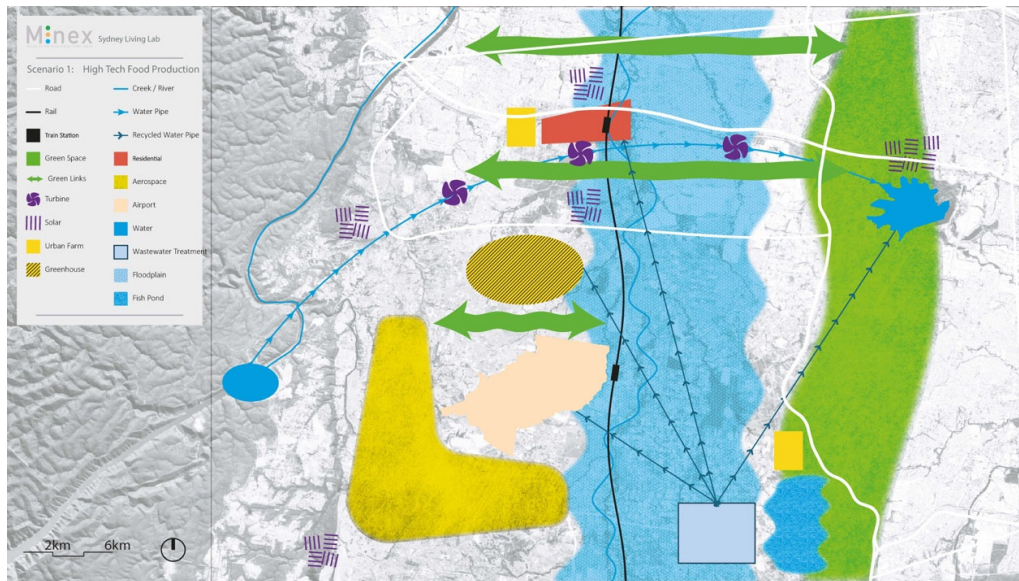 Minex Sydney Living Lab
Scenario 1: High Tech Food Production
Road
Rail
Train Station
Green Space
Green Links
Turbine
Solar
Urban Farm
Greenhouse
Creek / River
Water Pipe
Recycled Water Pipe
Residential
Aerospace
Airport
Water
Wastewater Treatment
Floodplain
Fish Pond
2km 6km